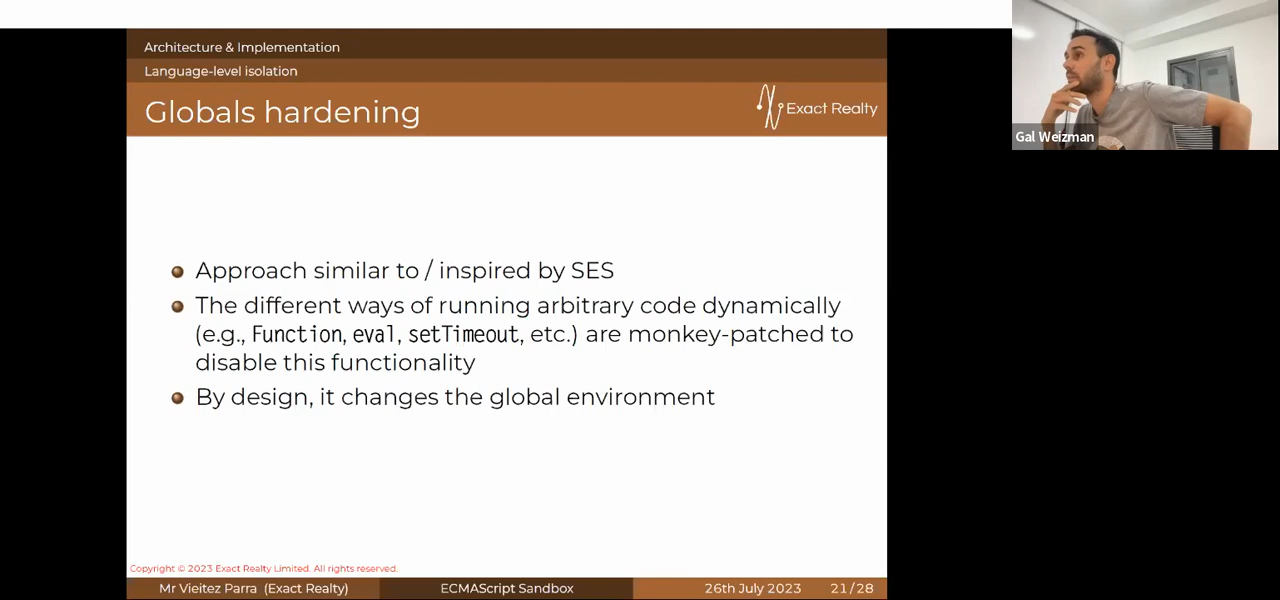 Architecture & Implementation
Language-level isolation
Globals hardening
Exact Realty
Gal Weizman
Approach similar to / inspired by SES
The different ways of running arbitrary code dynamically
(e.g., Function, eval, setTimeout, etc.) are monkey-patched to
disable this functionality
By design, it changes the global environment
Copyright © 2023 Exact Realty Limited. All rights reserved.
Mr Vieitez Parra (Exact Realty)
ECMAScript Sandbox
26th July 2023
21/28